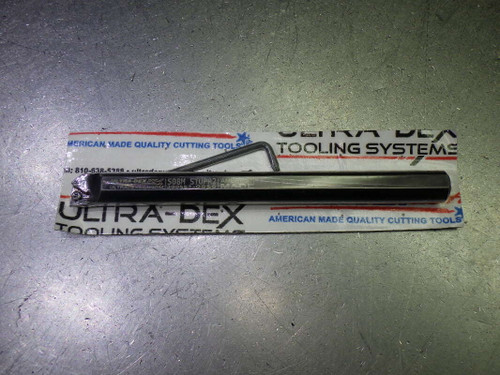 ULTRA-DEX
AMERICAN MADE QUALITY CUTTING TOOLS
TOOLING SYSTEMS
ULTRA-DEX
TOOLING SYSTEMS
AMERICAN MADE QUALITY CUTTING TOOLS